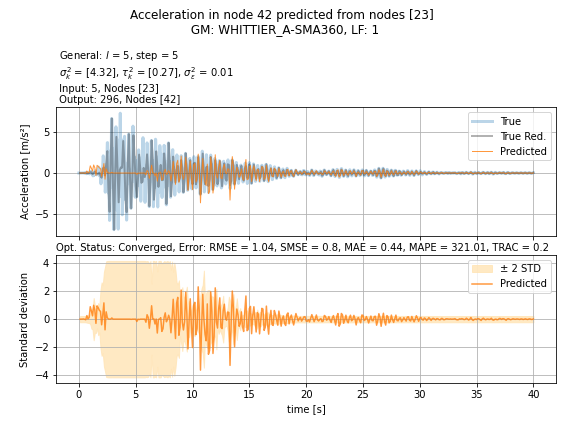 Acceleration in node 42 predicted from nodes [23]
GM: WHITTIER_A-SMA360, LF: 1
General: l = 5, step = 5
σ²ₖ = [4.32], τ²ₖ = [0.27], σ²ε = 0.01
Input: 5, Nodes [23]
Output: 296, Nodes [42]
True
True Red.
Predicted
Acceleration [m/s²]
5
0
−5
Opt. Status: Converged, Error: RMSE = 1.04, SMSE = 0.8, MAE = 0.44, MAPE = 321.01, TRAC = 0.2
± 2 STD
Predicted
Standard deviation
4
2
0
−2
−4
0 5 10 15 20 25 30 35 40
time [s]